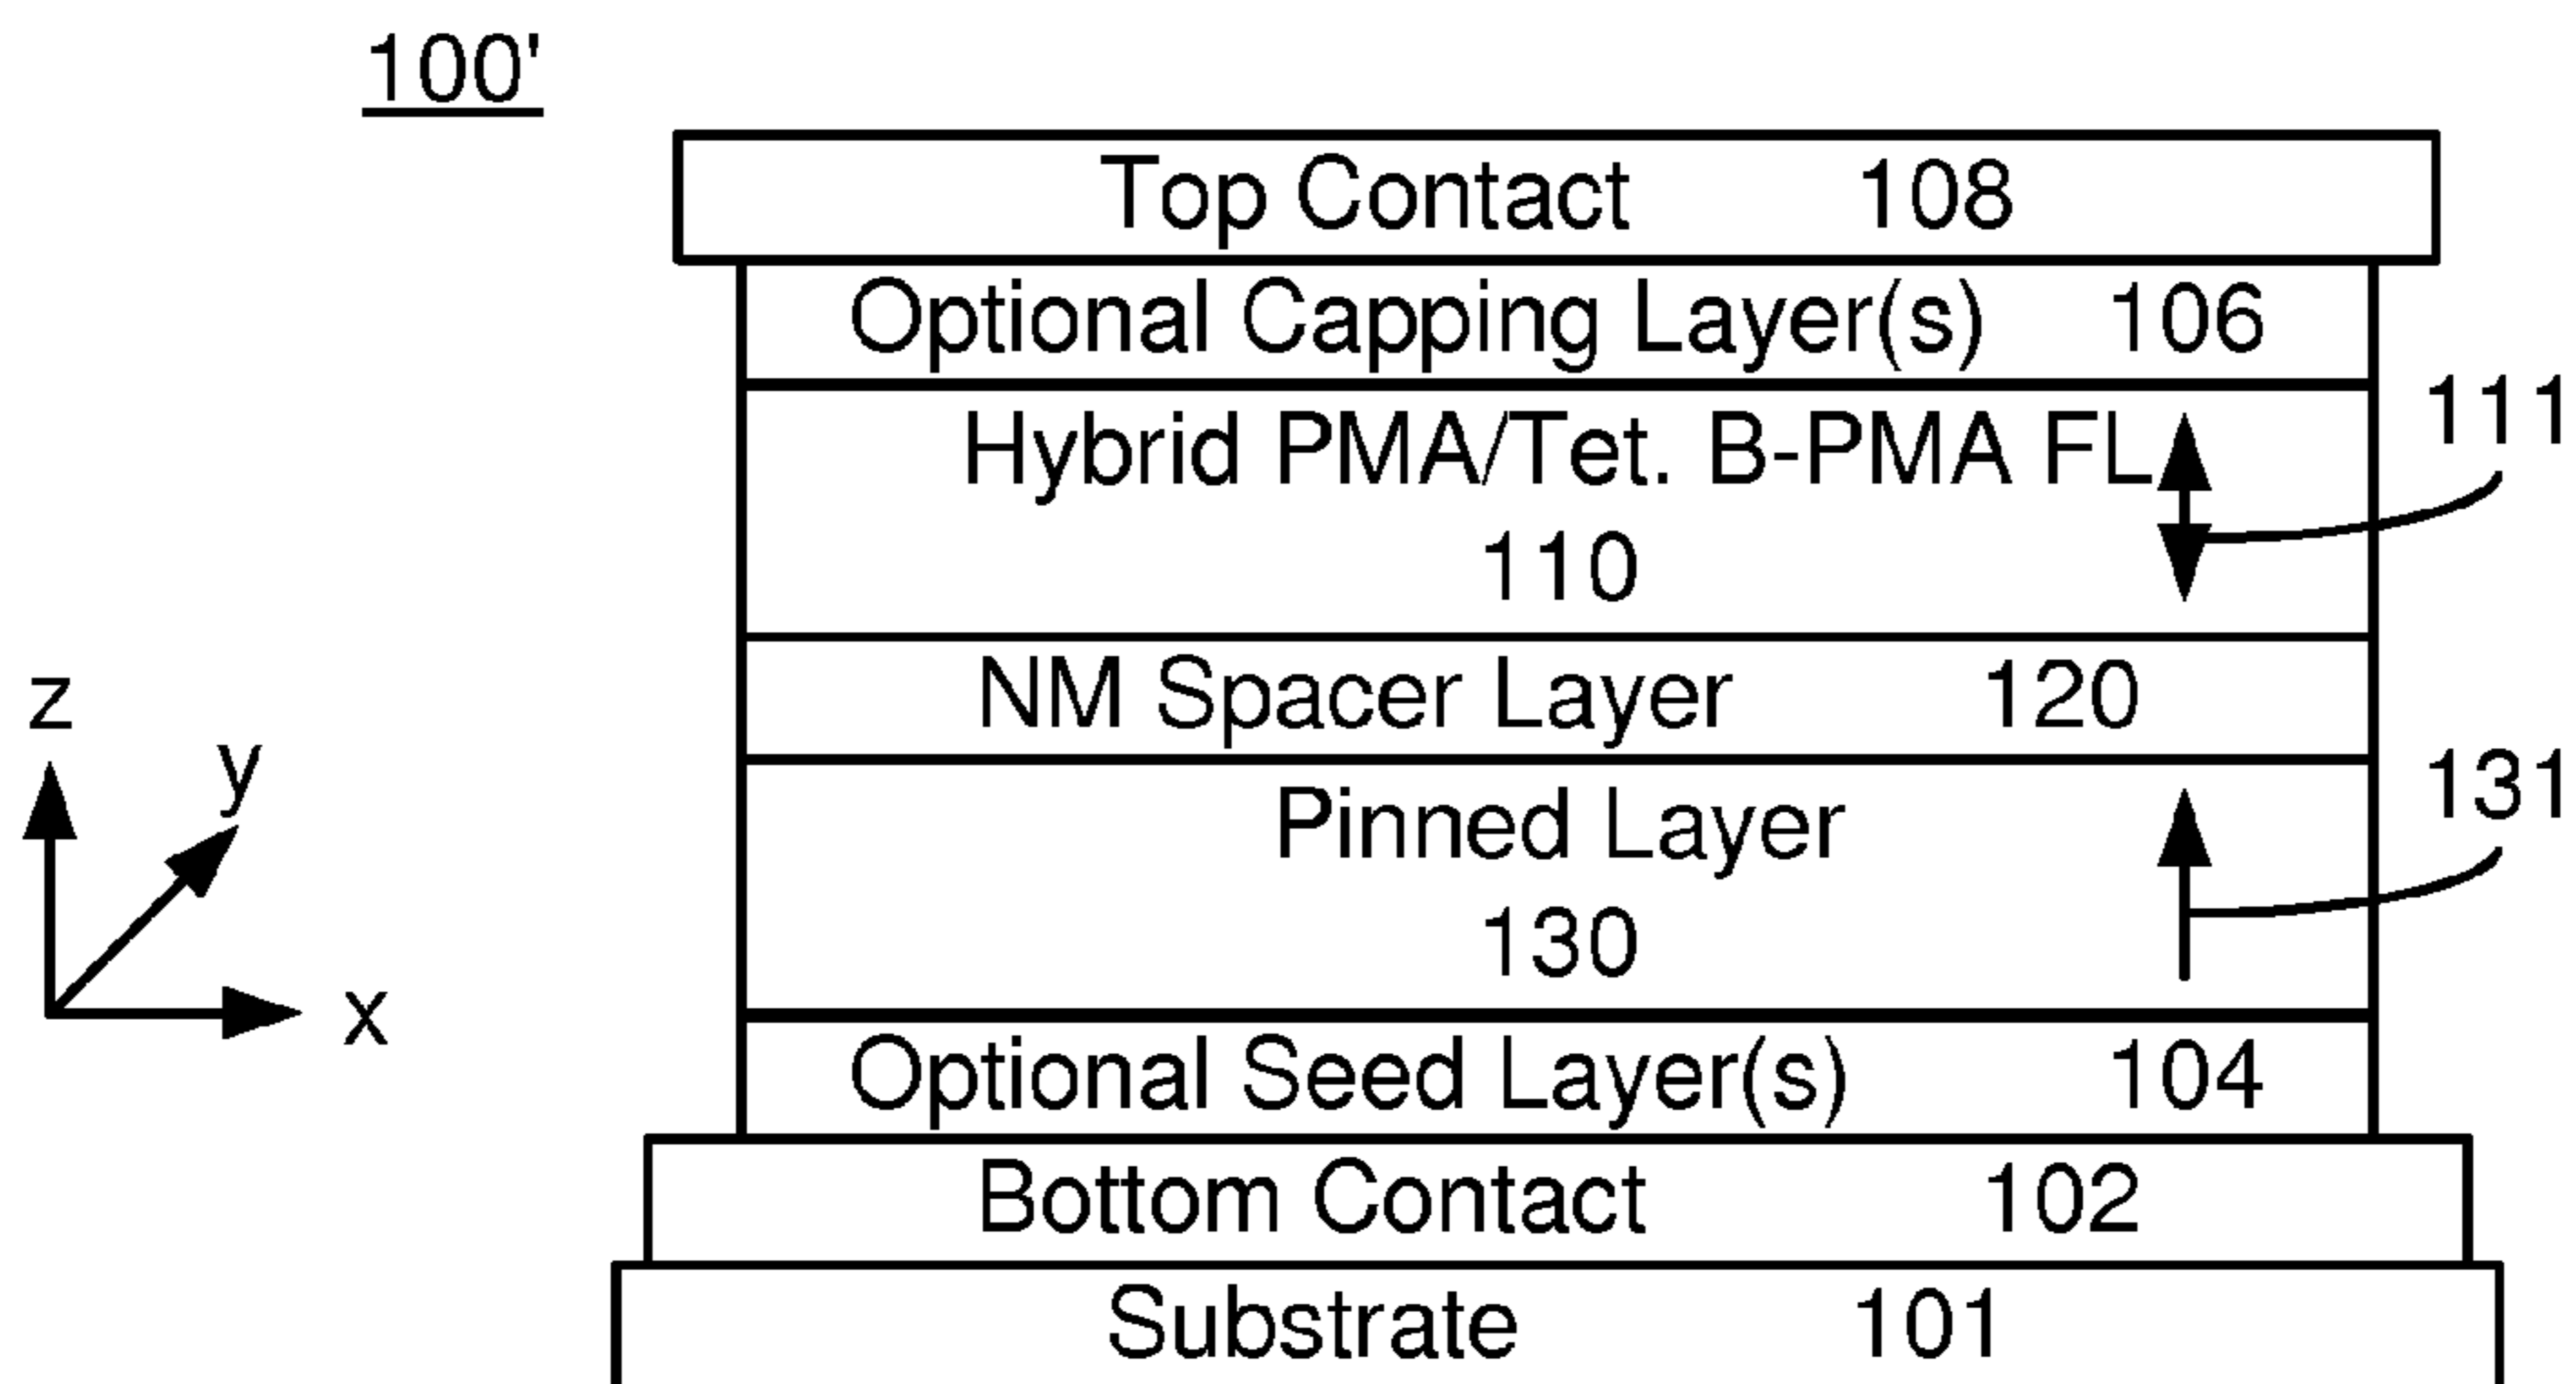 100'
Top Contact 108
Optional Capping Layer(s) 106
111
Hybrid PMA/Tet. B-PMA FL
110
NM Spacer Layer 120
z
y
x
131
Pinned Layer
130
Optional Seed Layer(s) 104
Bottom Contact 102
Substrate 101